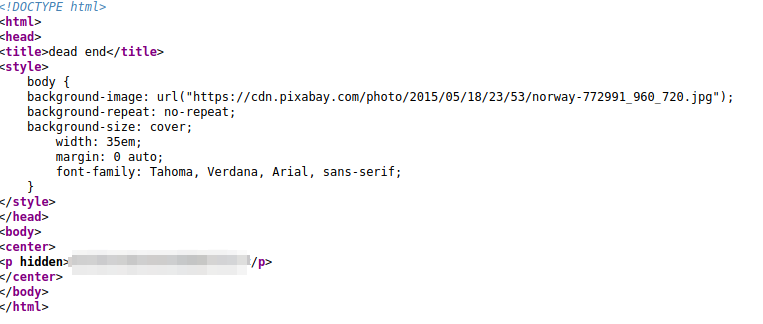 <!DOCTYPE html>
<html>
<head>
<title>dead end</title>
<style>
body {
background-image: url("https://cdn.pixabay.com/photo/2015/05/18/23/53/norway-772991_960_720.jpg");
background-repeat: no-repeat;
background-size: cover;
width: 35em;
margin: 0 auto;
font-family: Tahoma, Verdana, Arial, sans-serif;
}
</style>
</head>
<body>
<center>
<p hidden> /p>
</center>
</body>
</html>